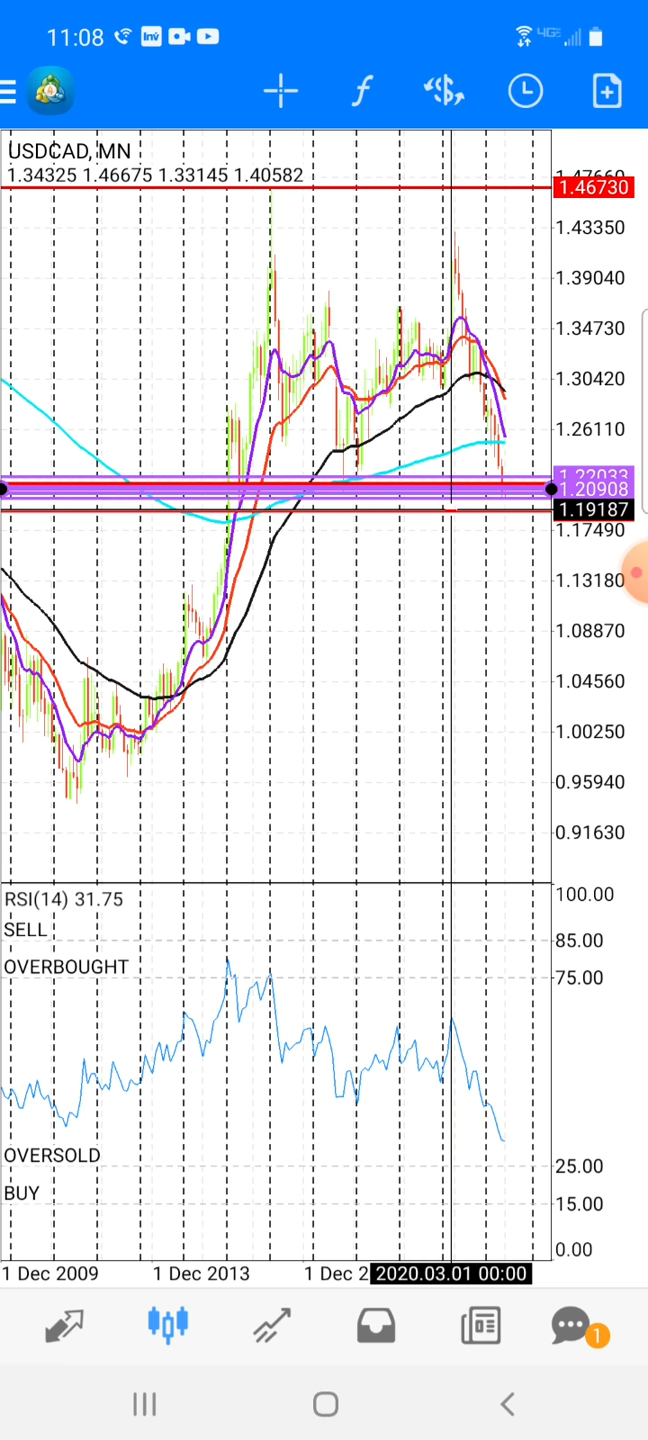 11:08
inv
4GE
USDCAD, MN
1.34325 1.46675 1.33145 1.40582
1.47660
1.46730
1.43350
1.39040
1.34730
1.30420
1.26110
1.22033
1.20908
1.19187
1.17490
1.13180
1.08870
1.04560
1.00250
0.95940
0.91630
RSI(14) 31.75
100.00
SELL
85.00
OVERBOUGHT
75.00
OVERSOLD
25.00
BUY
15.00
0.00
1 Dec 2009 1 Dec 2013 1 Dec 2 2020.03.01 00:00
1